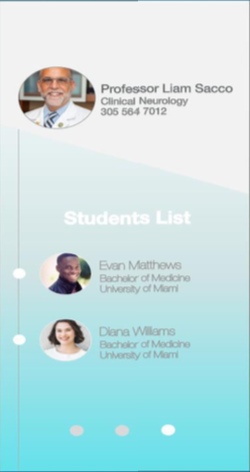 Professor Liam Sacco
Clinical Neurology
305 564 7012
Students List
Evan Matthews
Bachelor of Medicine
University of Miami
Diana Williams
Bachelor of Medicine
University of Miami